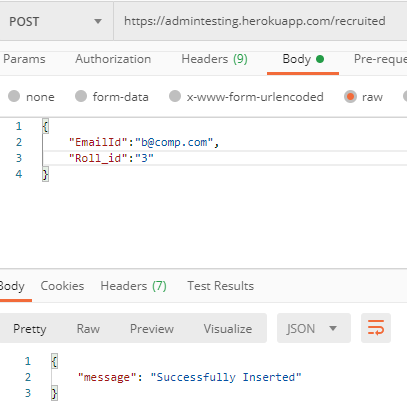 POST https://admintesting.herokuapp.com/recruited
Params Authorization Headers (9) Body Pre-reque
none form-data x-www-form-urlencoded raw
1 {
2 "EmailId":"b@comp.com",
3 "Roll_id":"3"
4 }
Body Cookies Headers (7) Test Results
Pretty Raw Preview Visualize JSON
1 {
2 "message": "Successfully Inserted"
3 }